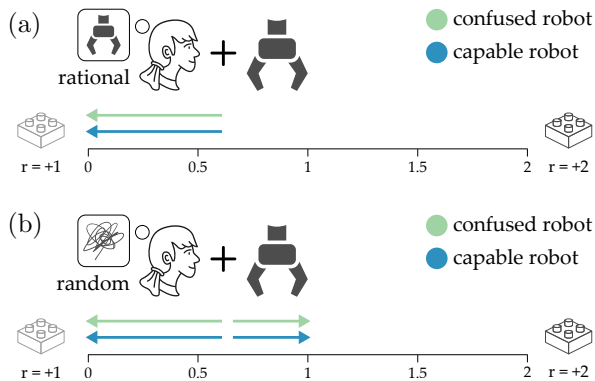 (a)
confused robot
capable robot
rational
r = +1
0
0.5
1
1.5
2
r = +2
(b)
confused robot
capable robot
random
r = +1
0
0.5
1
1.5
2
r = +2